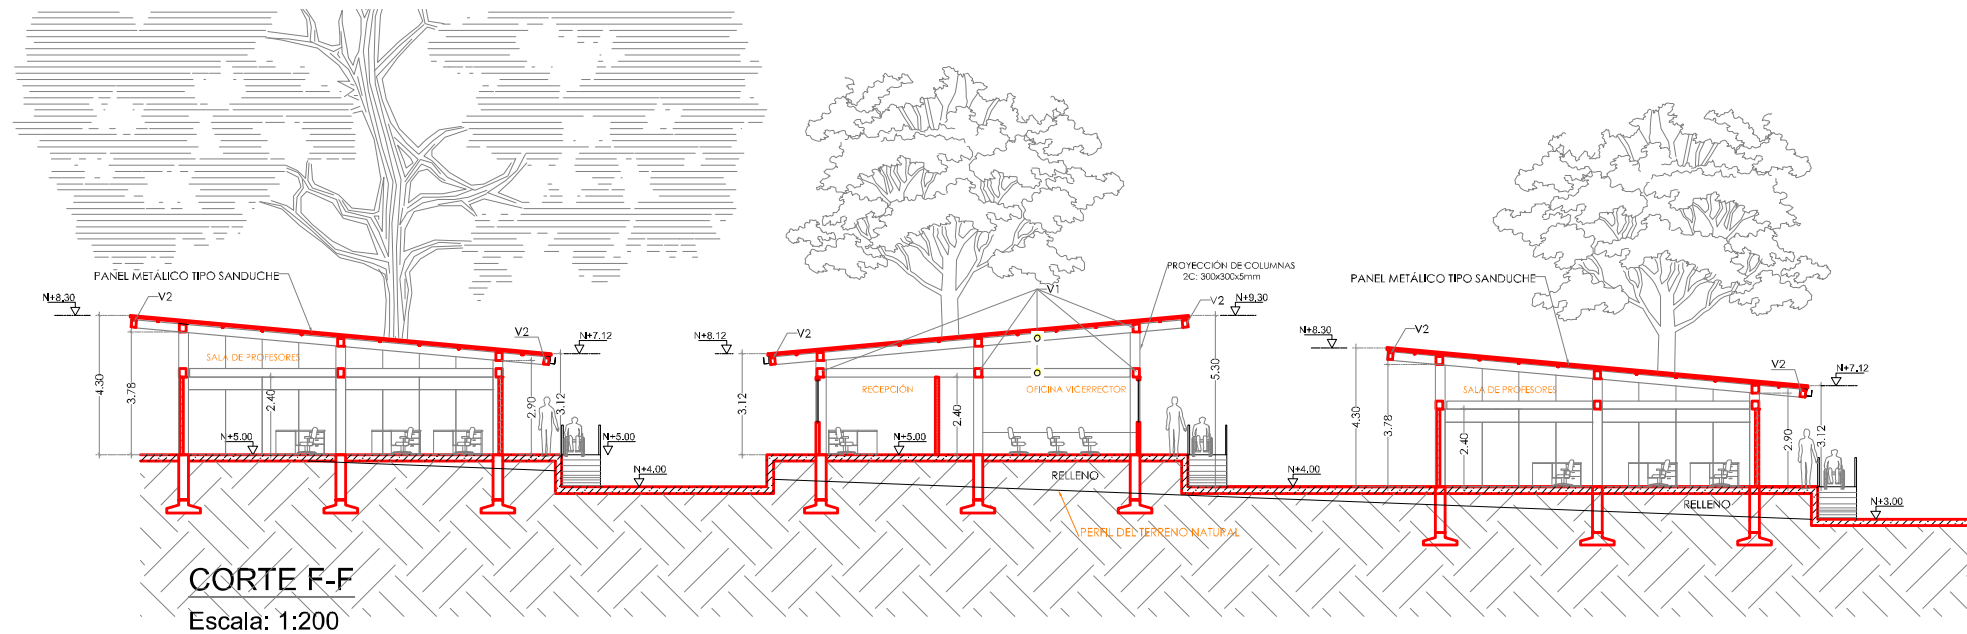 PANEL METÁLICO TIPO SANDUCHE
N+8.30
V2
V2
N+7.12
SALA DE PROFESORES
4.30
3.78
2.40
2.90
3.12
N+5.00
N+5.00
N+4.00
N+8.12
V2
V1
PROYECCIÓN DE COLUMNAS
2C: 300x300x5mm
V2
N+9.30
3.12
RECEPCIÓN
OFICINA VICERRECTOR
2.40
5.30
N+5.00
N+5.00
RELLENO
PERFIL DEL TERRENO NATURAL
N+4.00
PANEL METÁLICO TIPO SANDUCHE
N+8.30
V2
V2
N+7.12
SALA DE PROFESORES
4.30
3.78
2.40
2.90
3.12
RELLENO
N+3.00
CORTE F-F
Escala: 1:200